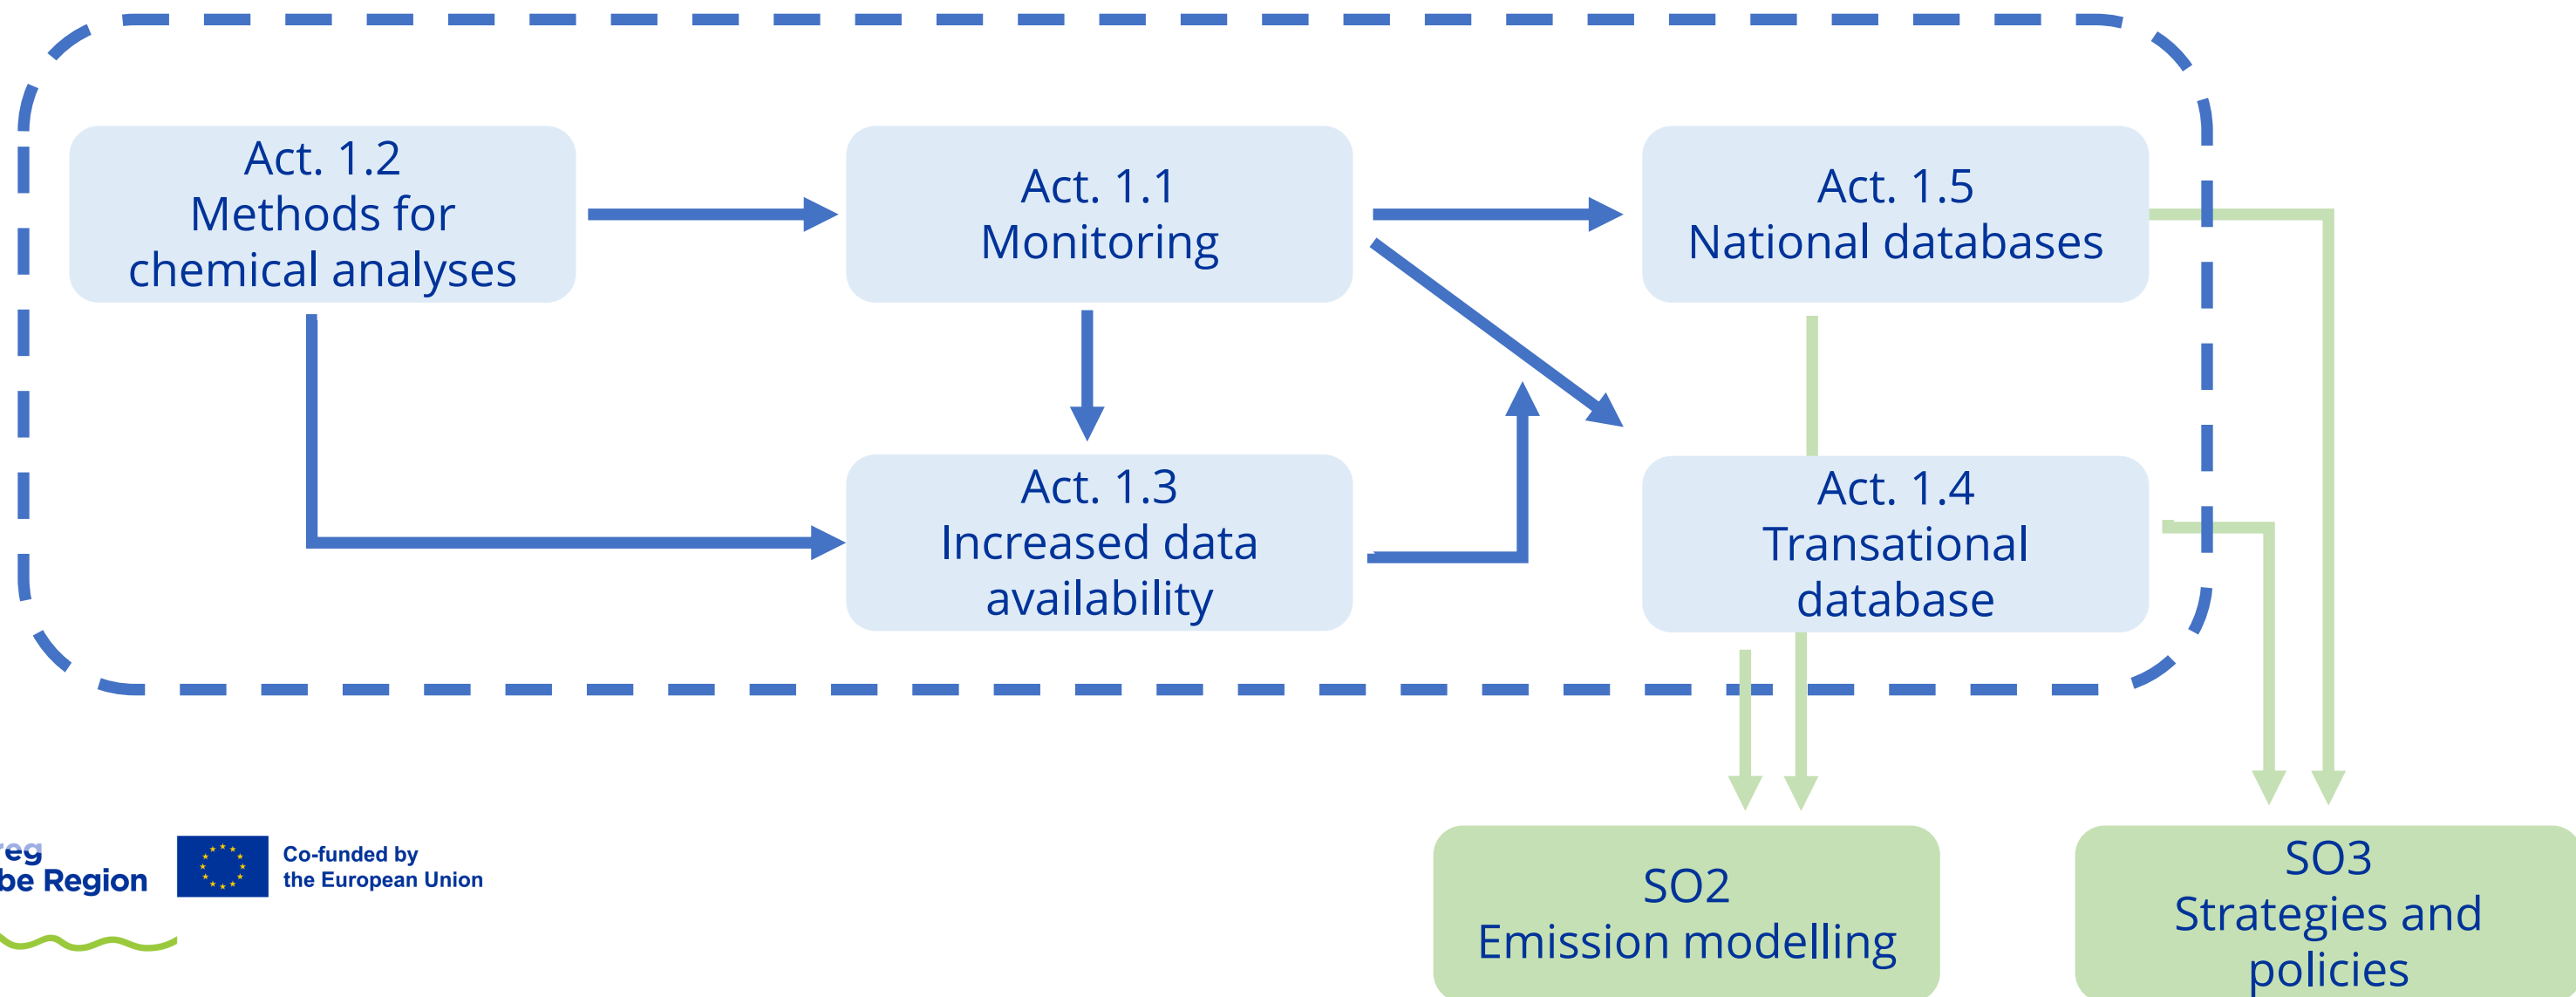 Act. 1.2
Methods for
chemical analyses
Act. 1.1
Monitoring
Act. 1.5
National databases
Act. 1.3
Increased data
availability
Act. 1.4
Transational
database
Region
Co-funded by
the European Union
SO2
Emission modelling
SO3
Strategies and
policies